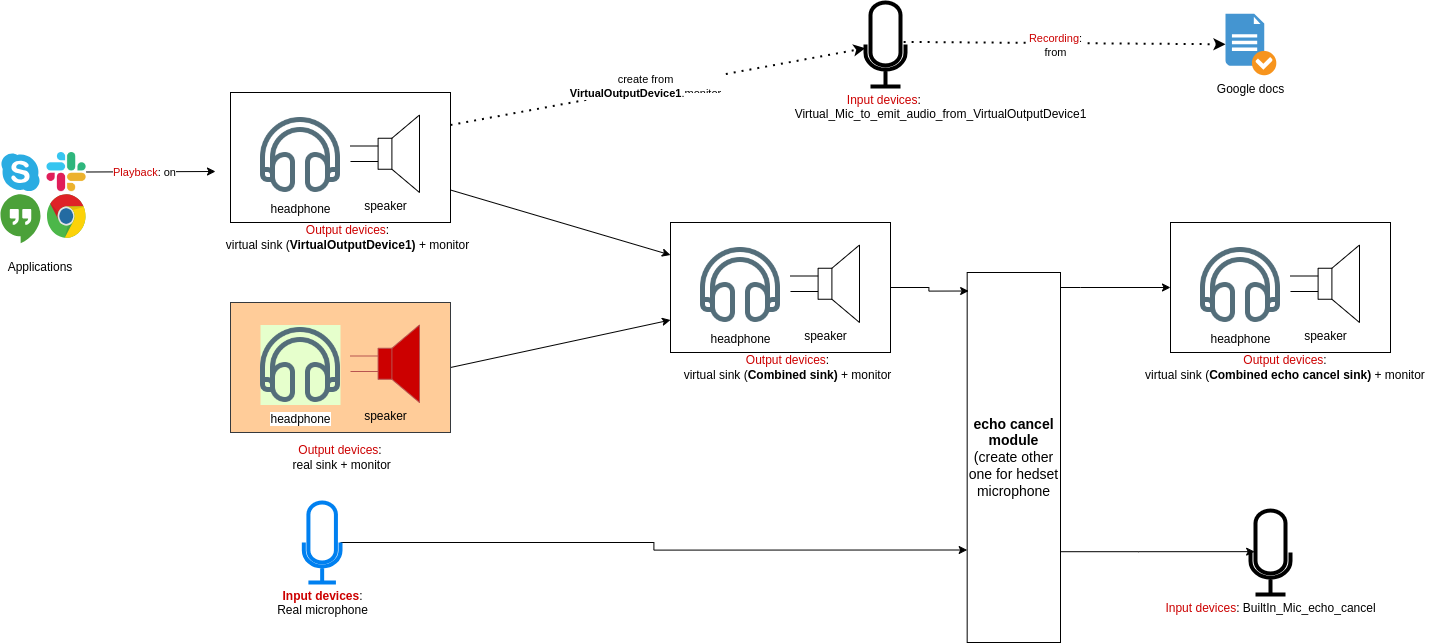 create from
VirtualOutputDevice1.monitor
Recording:
from
Google docs
Input devices:
Virtual_Mic_to_emit_audio_from_VirtualOutputDevice1
Playback: on
Applications
headphone
speaker
Output devices:
virtual sink (VirtualOutputDevice1) + monitor
headphone
speaker
Output devices:
virtual sink (Combined sink) + monitor
headphone
speaker
Output devices:
virtual sink (Combined echo cancel sink) + monitor
headphone
speaker
Output devices:
real sink + monitor
echo cancel
module
(create other
one for hedset
microphone
Input devices:
Real microphone
Input devices: BuiltIn_Mic_echo_cancel